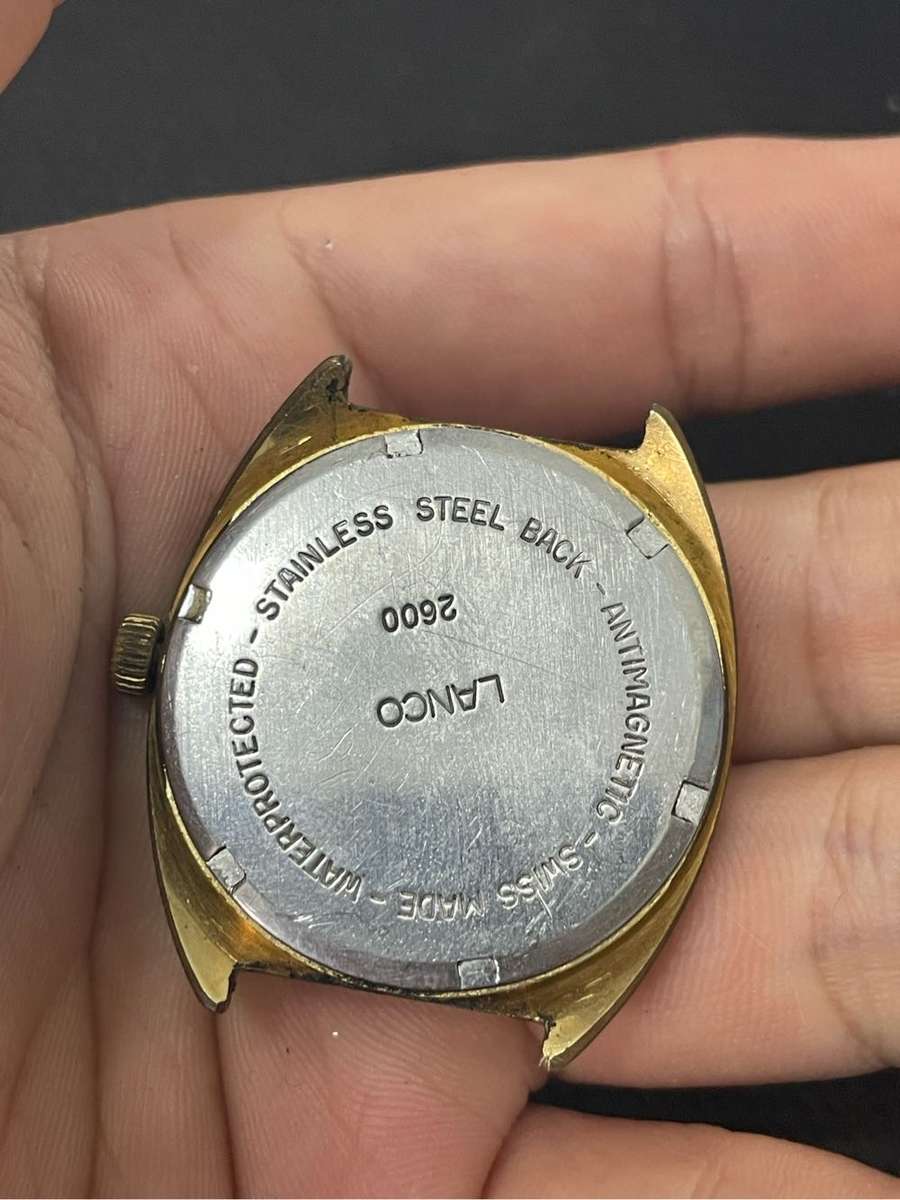 WATERPROTECTED - STAINLESS STEEL BACK - ANTIMAGNETIC - SWISS MADE -
LANCO
2600